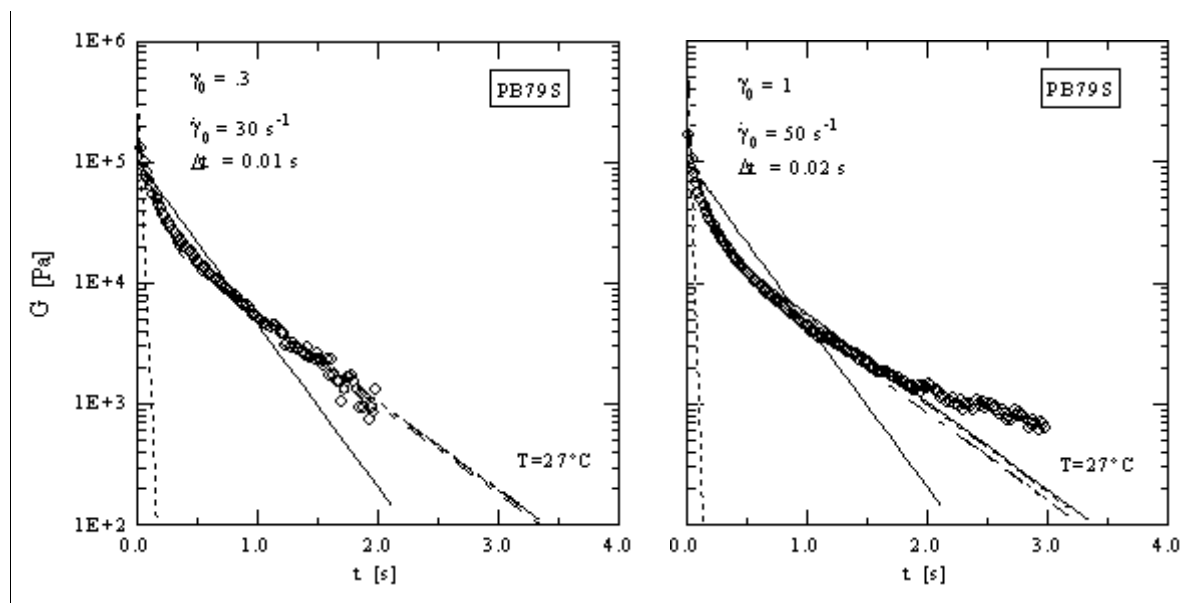 1E+6
1E+5
1E+4
1E+3
1E+2
G [Pa]
γ₀ = .3
γ̇₀ = 30 s⁻¹
Δt = 0.01 s
PB79S
T=27°C
0.0 1.0 2.0 3.0 4.0
t [s]
γ₀ = 1
γ̇₀ = 50 s⁻¹
Δt = 0.02 s
PB79S
T=27°C
0.0 1.0 2.0 3.0 4.0
t [s]